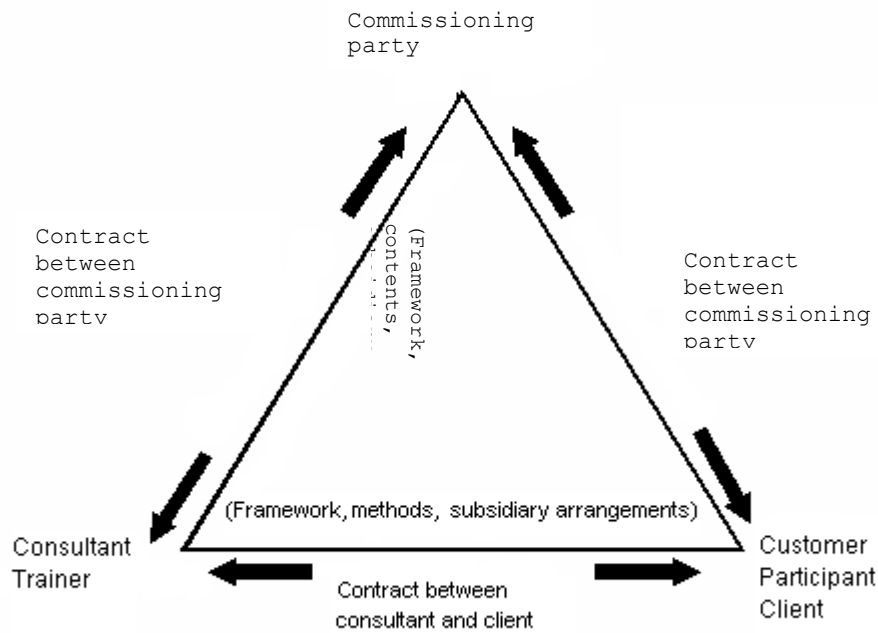 Commissioning
party
Contract
between
commissioning
party
(Framework,
contents,
Contract
between
commissioning
party
(Framework, methods, subsidiary arrangements)
Consultant
Trainer
Contract between
consultant and client
Customer
Participant
Client